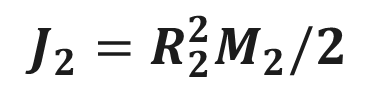 J₂ = R₂²M₂/2